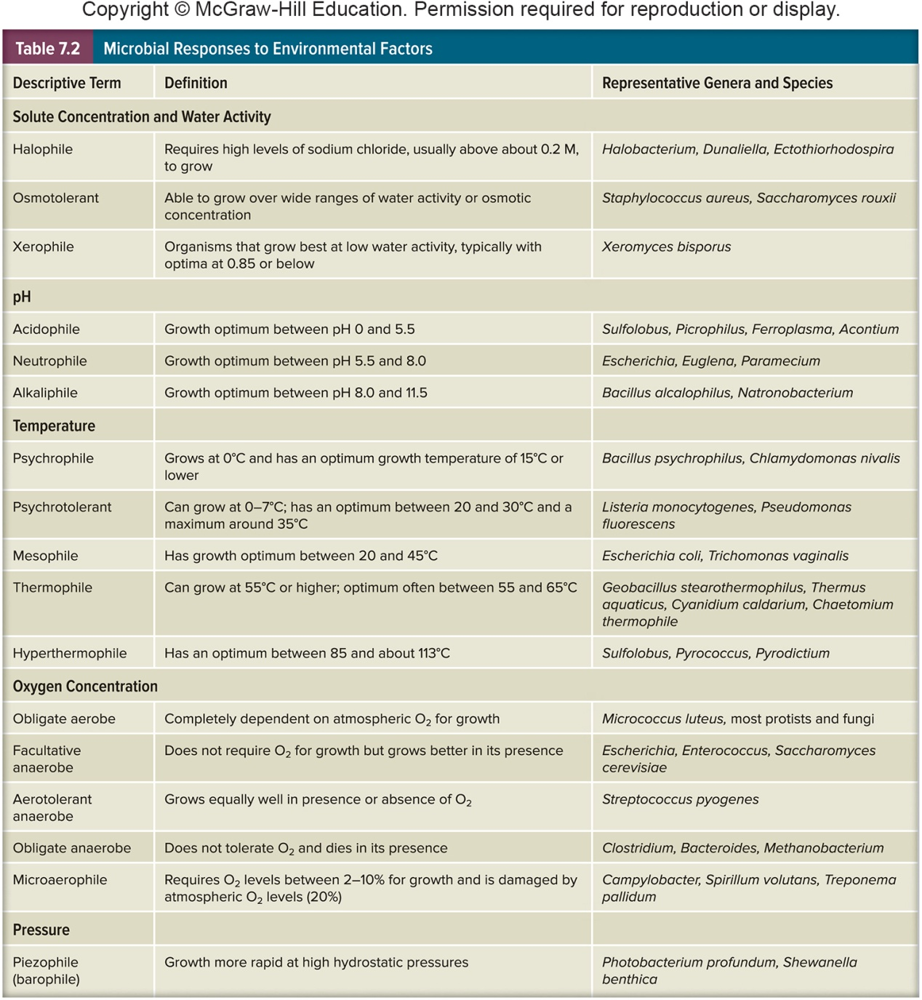 Copyright © McGraw-Hill Education. Permission required for reproduction or display.
Table 7.2 Microbial Responses to Environmental Factors
Descriptive Term Definition Representative Genera and Species
Solute Concentration and Water Activity
Halophile Requires high levels of sodium chloride, usually above about 0.2 M, Halobacterium, Dunaliella, Ectothiorhodospira
to grow
Osmotolerant Able to grow over wide ranges of water activity or osmotic Staphylococcus aureus, Saccharomyces rouxii
concentration
Xerophile Organisms that grow best at low water activity, typically with Xeromyces bisporus
optima at 0.85 or below
pH
Acidophile Growth optimum between pH 0 and 5.5 Sulfolobus, Picrophilus, Ferroplasma, Acontium
Neutrophile Growth optimum between pH 5.5 and 8.0 Escherichia, Euglena, Paramecium
Alkaliphile Growth optimum between pH 8.0 and 11.5 Bacillus alcalophilus, Natronobacterium
Temperature
Psychrophile Grows at 0°C and has an optimum growth temperature of 15°C or Bacillus psychrophilus, Chlamydomonas nivalis
lower
Psychrotolerant Can grow at 0–7°C; has an optimum between 20 and 30°C and a Listeria monocytogenes, Pseudomonas
maximum around 35°C fluorescens
Mesophile Has growth optimum between 20 and 45°C Escherichia coli, Trichomonas vaginalis
Thermophile Can grow at 55°C or higher; optimum often between 55 and 65°C Geobacillus stearothermophilus, Thermus
aquaticus, Cyanidium caldarium, Chaetomium
thermophile
Hyperthermophile Has an optimum between 85 and about 113°C Sulfolobus, Pyrococcus, Pyrodictium
Oxygen Concentration
Obligate aerobe Completely dependent on atmospheric O₂ for growth Micrococcus luteus, most protists and fungi
Facultative Does not require O₂ for growth but grows better in its presence Escherichia, Enterococcus, Saccharomyces
anaerobe cerevisiae
Aerotolerant Grows equally well in presence or absence of O₂ Streptococcus pyogenes
anaerobe
Obligate anaerobe Does not tolerate O₂ and dies in its presence Clostridium, Bacteroides, Methanobacterium
Microaerophile Requires O₂ levels between 2–10% for growth and is damaged by Campylobacter, Spirillum volutans, Treponema
atmospheric O₂ levels (20%) pallidum
Pressure
Piezophile Growth more rapid at high hydrostatic pressures Photobacterium profundum, Shewanella
(barophile) benthica